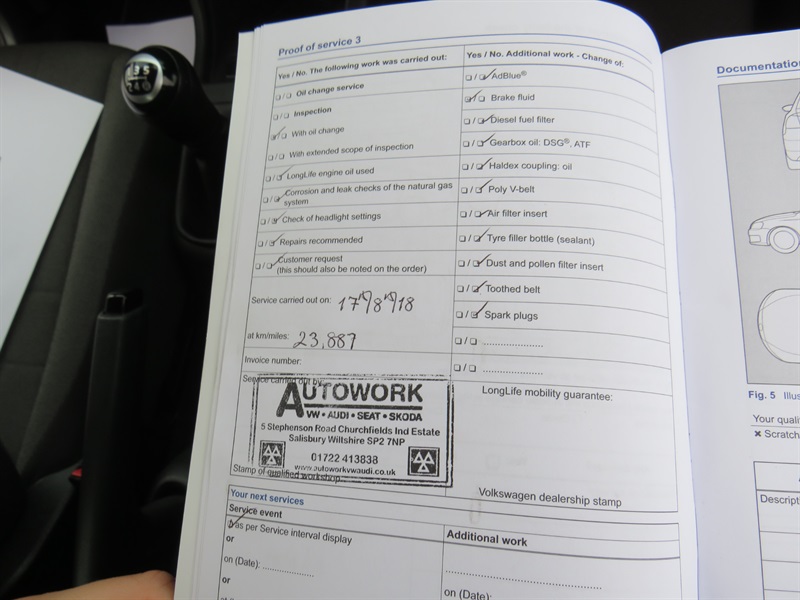 Proof of service 3
Yes / No. The following work was carried out:
❑ / ❑ Oil change service
❑ / ❑ Inspection
☑ / ❑ With oil change
❑ / ❑ With extended scope of inspection
❑ / ☑ LongLife engine oil used
❑ / ☑ Corrosion and leak checks of the natural gas
system
❑ / ☑ Check of headlight settings
❑ / ☑ Repairs recommended
❑ / ☑ Customer request
(this should also be noted on the order)
Service carried out on: 17/8/18
at km/miles: 23,887
Invoice number:
Service carried out by:
AUTOWORK
VW • AUDI • SEAT • SKODA
5 Stephenson Road Churchfields Ind Estate
Salisbury Wiltshire SP2 7NP
01722 413838
www.autoworkvwaudi.co.uk
Stamp of qualified workshop
Yes / No. Additional work - Change of:
❑ / ☑ AdBlue®
☑ / ❑ Brake fluid
❑ / ☑ Diesel fuel filter
❑ / ☑ Gearbox oil: DSG®, ATF
❑ / ☑ Haldex coupling: oil
❑ / ☑ Poly V-belt
❑ / ☑ Air filter insert
❑ / ☑ Tyre filler bottle (sealant)
❑ / ☑ Dust and pollen filter insert
❑ / ☑ Toothed belt
❑ / ☑ Spark plugs
❑ / ❑ ....................
❑ / ❑ ....................
LongLife mobility guarantee:
Volkswagen dealership stamp
Your next services
Service event
☑ as per Service interval display
or
on (Date): ..................
or
Additional work
........................................
on (Date):
Documentation
Fig. 5
Your
× Scratch